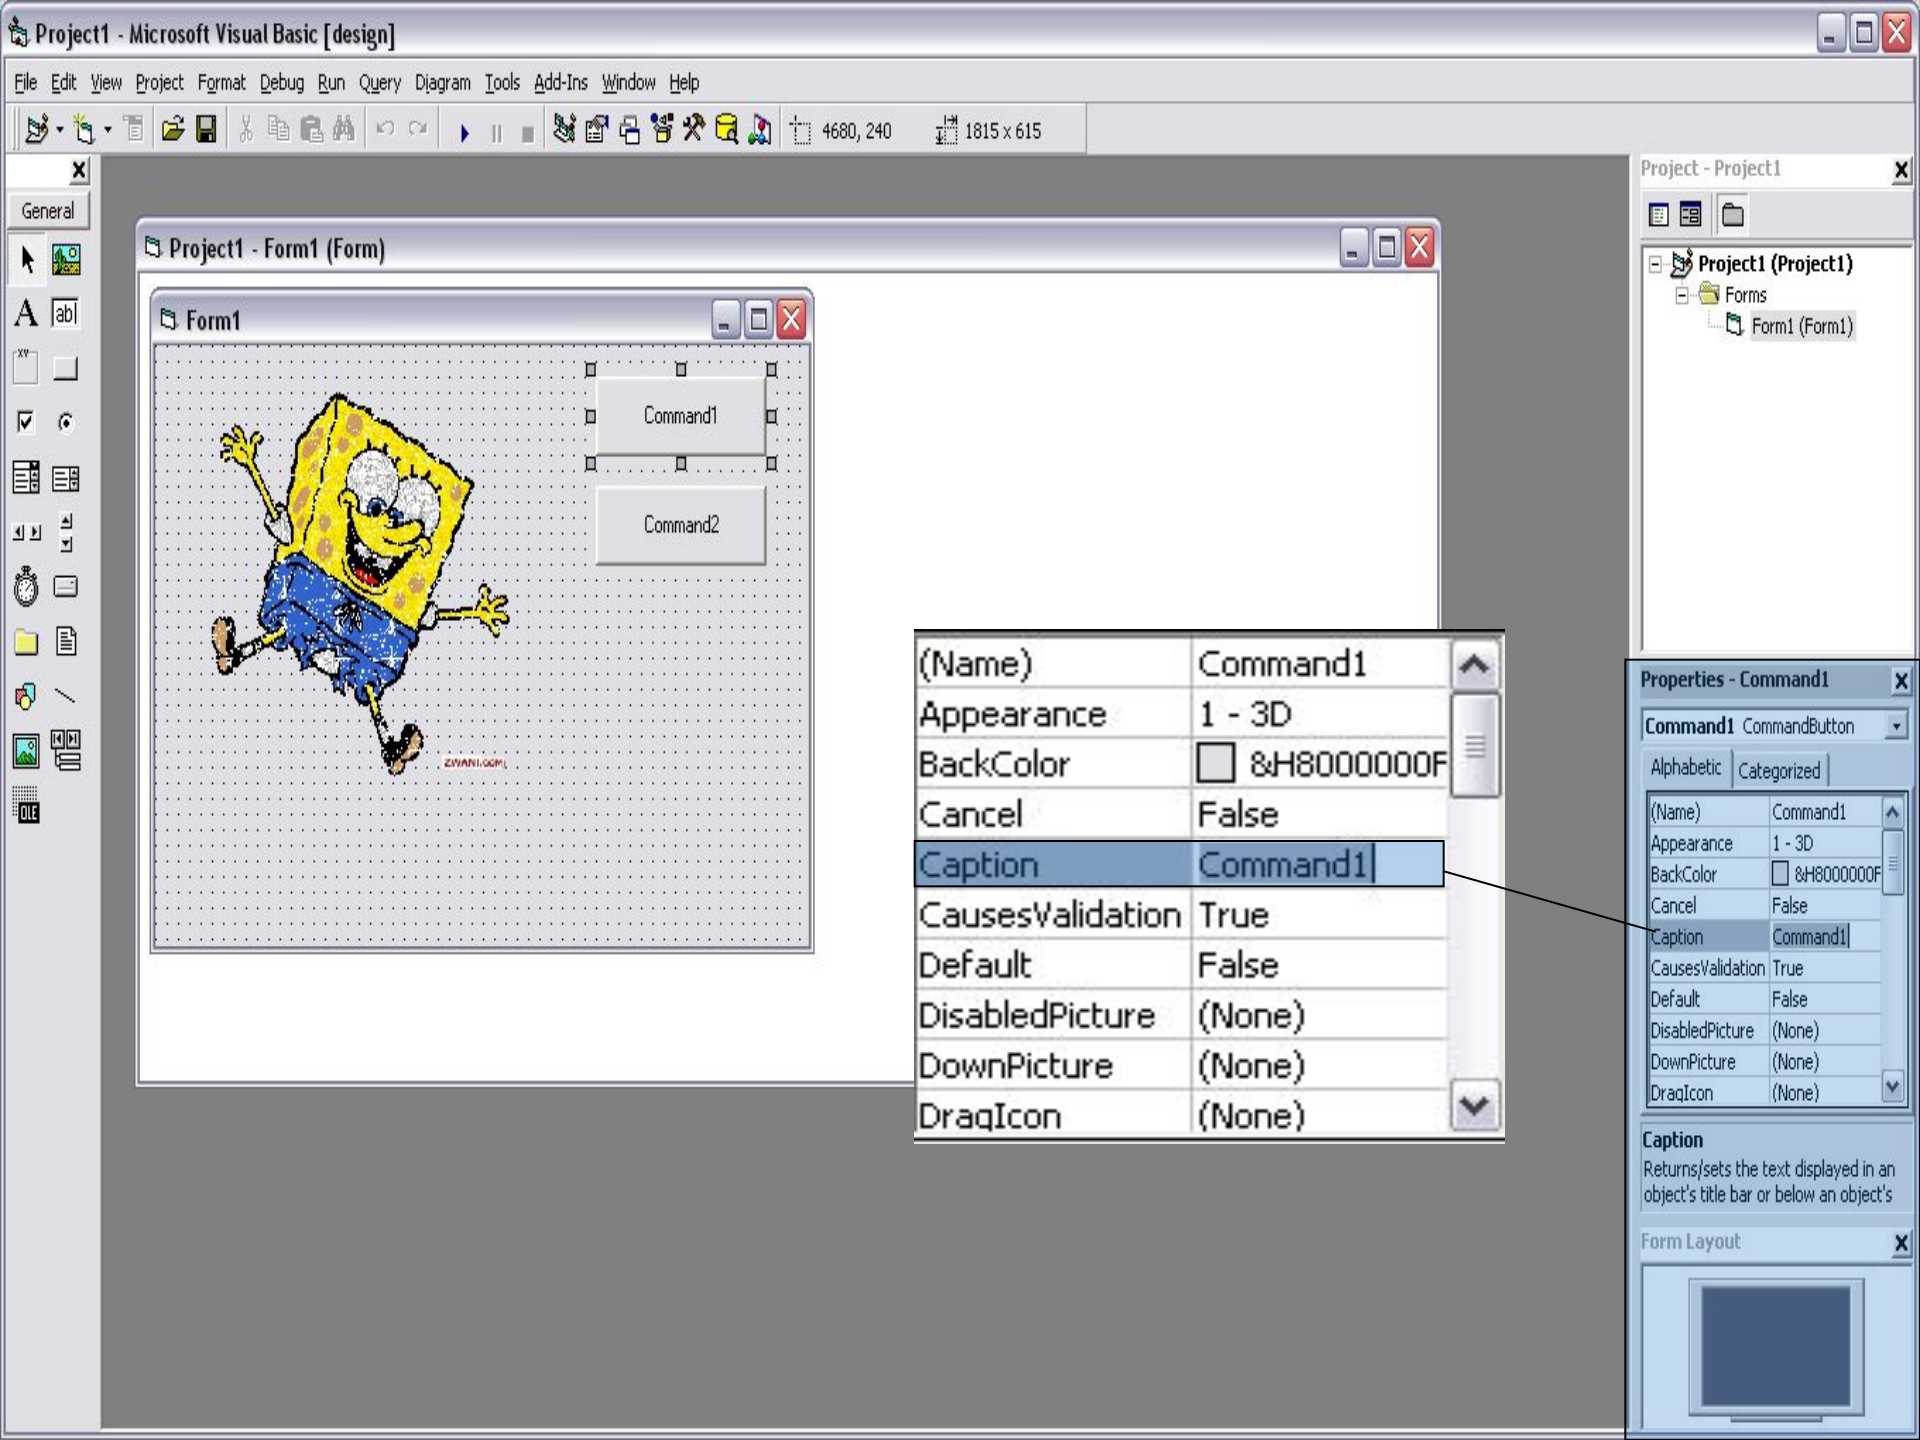 Project1 - Microsoft Visual Basic [design]
File Edit View Project Format Debug Run Query Diagram Tools Add-Ins Window Help
4680, 240 1815 x 615
General
A ab|
xv
OLE
Project1 - Form1 (Form)
Form1
Command1
Command2
ZWANI.COM
(Name) Command1
Appearance 1 - 3D
BackColor &H8000000F
Cancel False
Caption Command1
CausesValidation True
Default False
DisabledPicture (None)
DownPicture (None)
DragIcon (None)
Project - Project1
Project1 (Project1)
Forms
Form1 (Form1)
Properties - Command1
Command1 CommandButton
Alphabetic Categorized
(Name) Command1
Appearance 1 - 3D
BackColor &H8000000F
Cancel False
Caption Command1
CausesValidation True
Default False
DisabledPicture (None)
DownPicture (None)
DragIcon (None)
Caption
Returns/sets the text displayed in an
object's title bar or below an object's
Form Layout